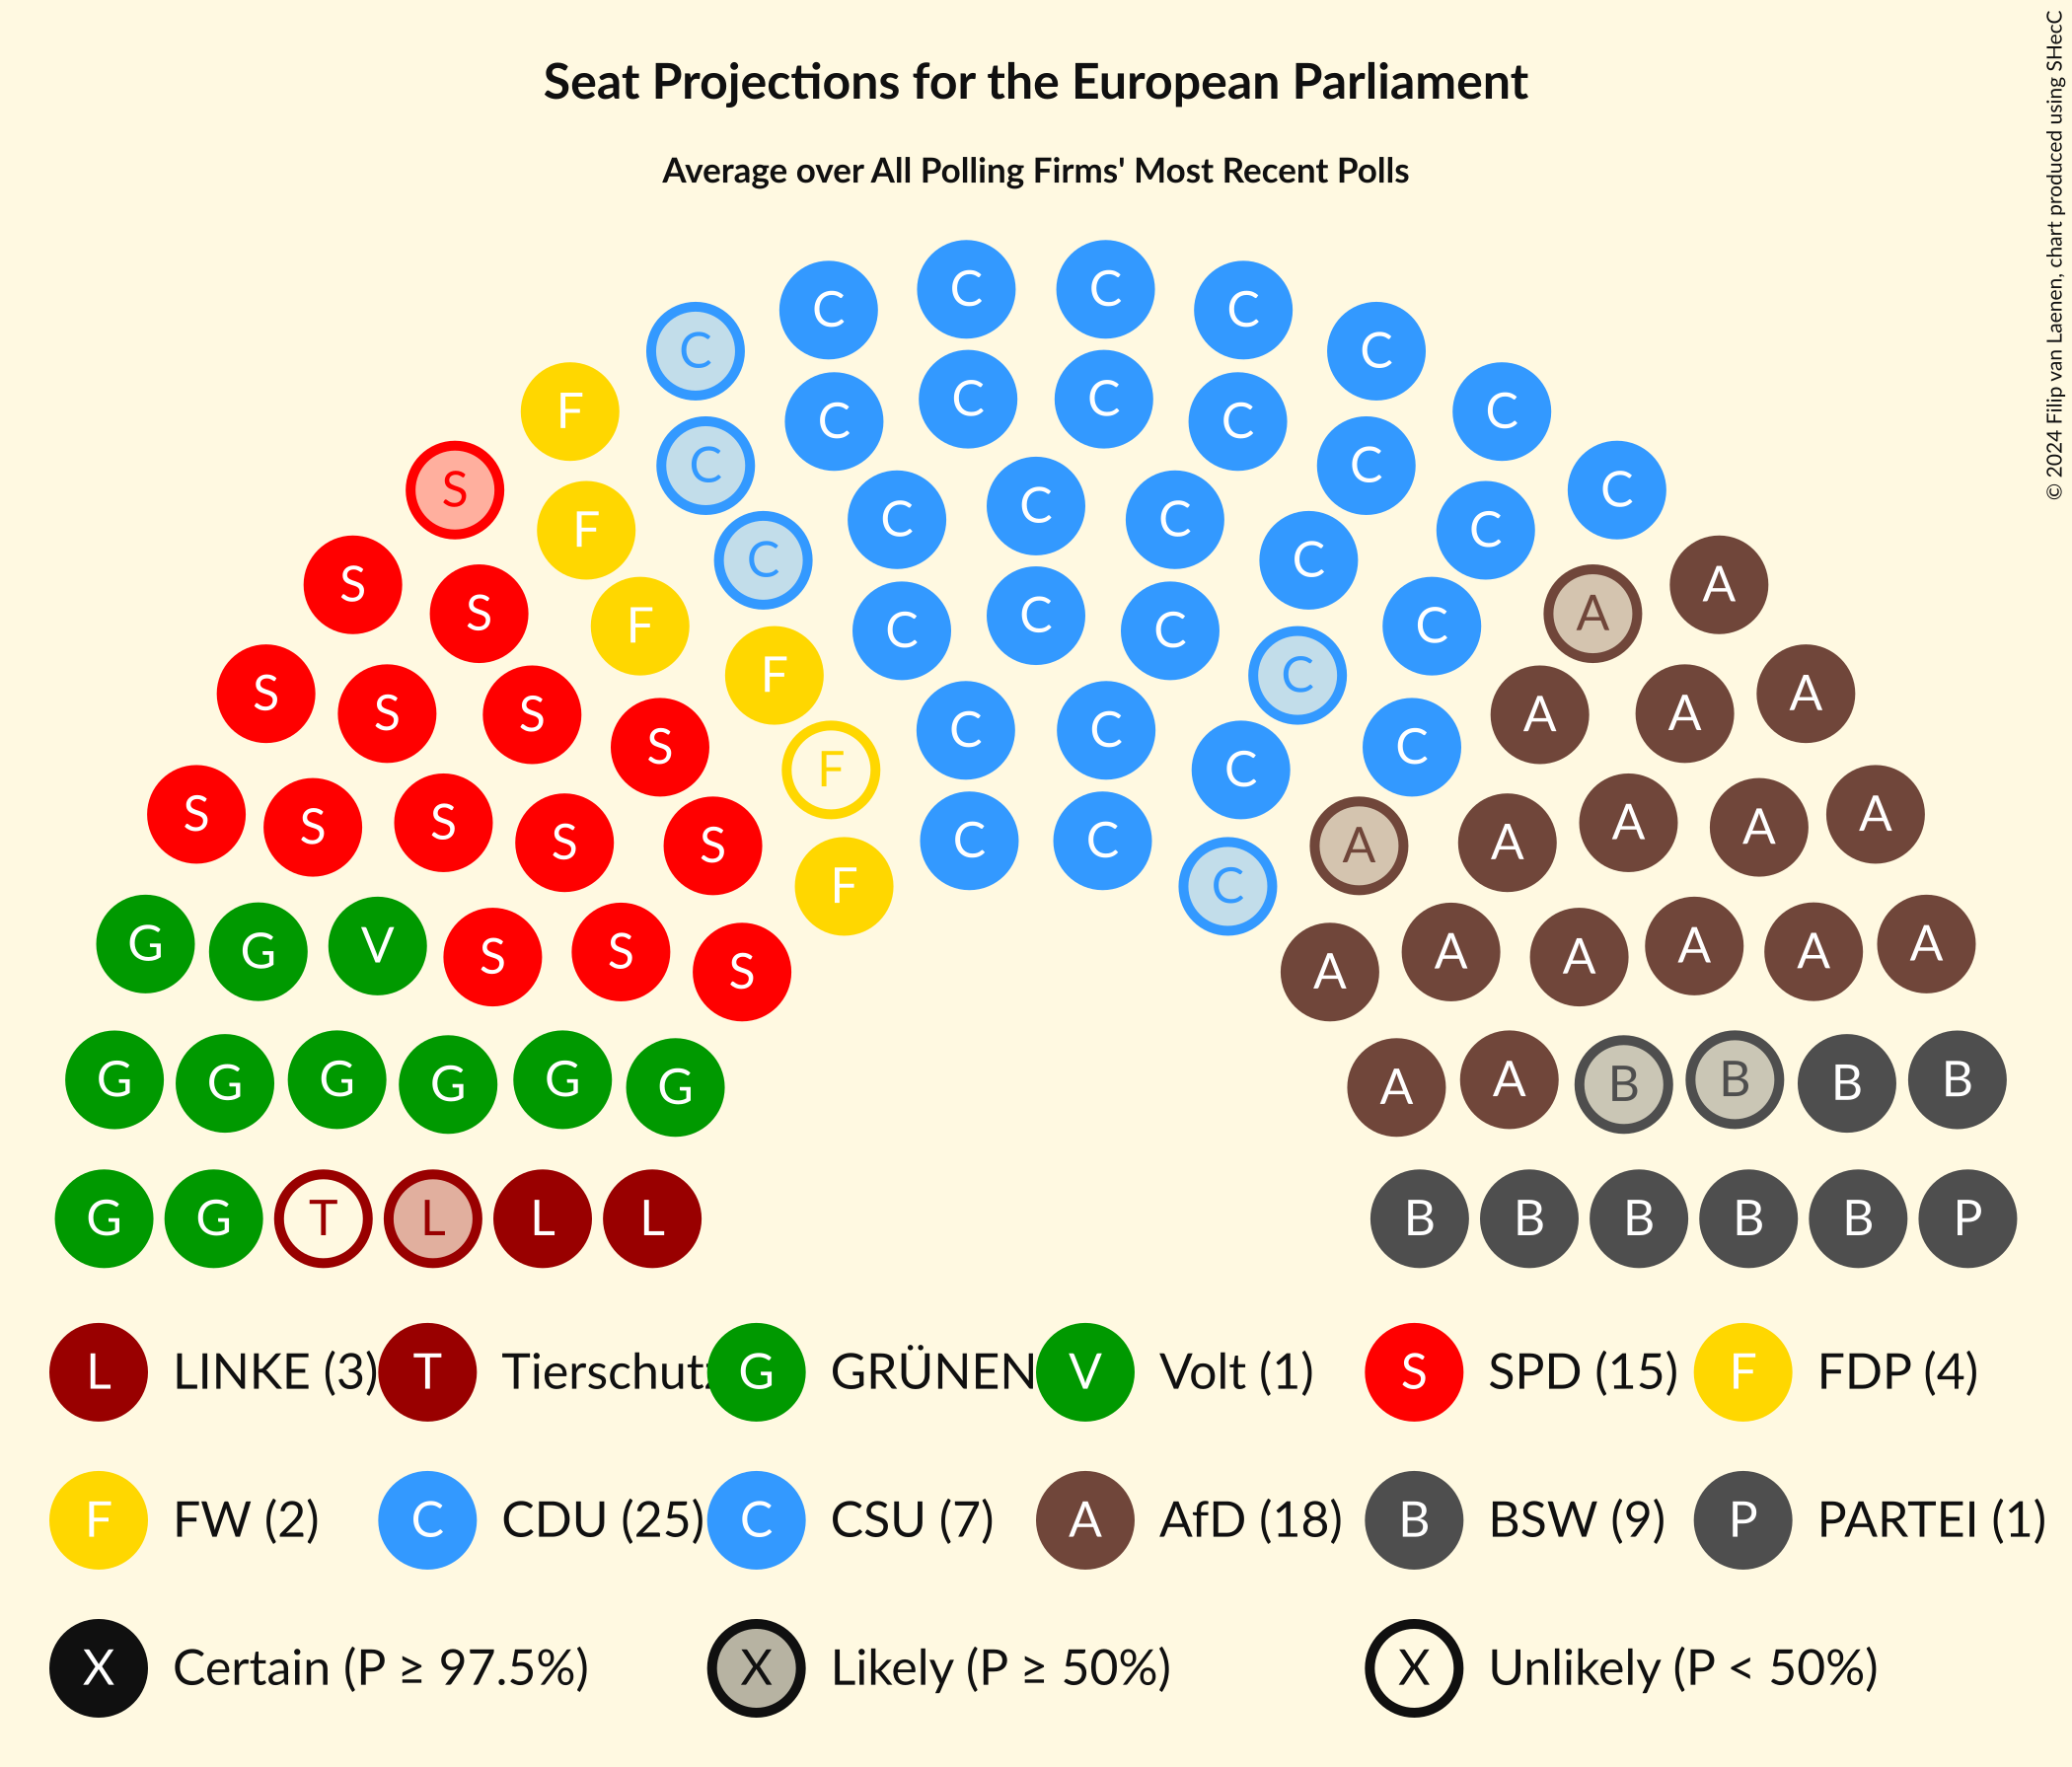 Seat Projections for the European Parliament
Average over All Polling Firms' Most Recent Polls
© 2024 Filip van Laenen, chart produced using SHecC
C C C C
C C
F C C C C C
S C C C
F C C C C
S C C A
S F C C C C A
S S S F C A A A
S F C C C C
S S S S S C C A A A A A
F C
G G V S S S A A A A A A
G G G G G G A A B B B B
G G T L L L B B B B B P
L LINKE (3) T Tierschutz G GRÜNEN V Volt (1) S SPD (15) F FDP (4)
F FW (2) C CDU (25) C CSU (7) A AfD (18) B BSW (9) P PARTEI (1)
X Certain (P ≥ 97.5%) X Likely (P ≥ 50%) X Unlikely (P < 50%)